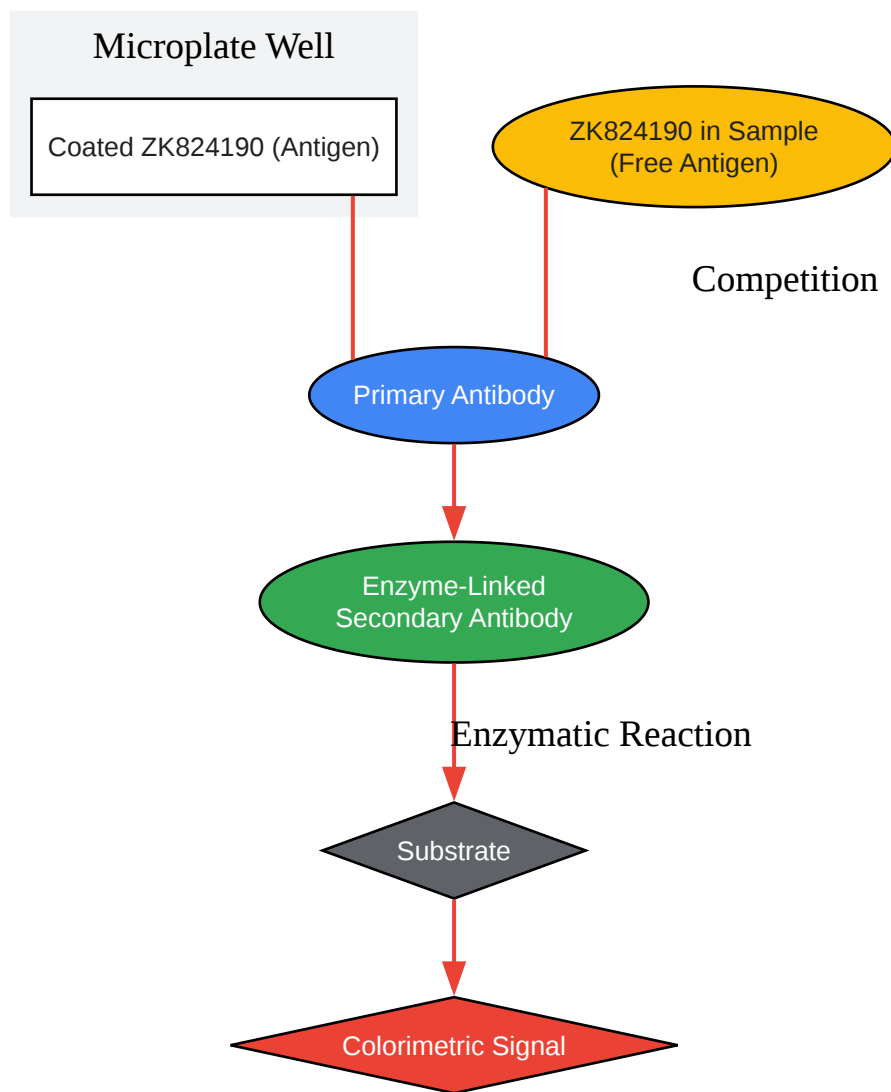 Microplate Well
Coated ZK824190 (Antigen)
ZK824190 in Sample
(Free Antigen)
Competition
Primary Antibody
Enzyme-Linked
Secondary Antibody
Enzymatic Reaction
Substrate
Colorimetric Signal